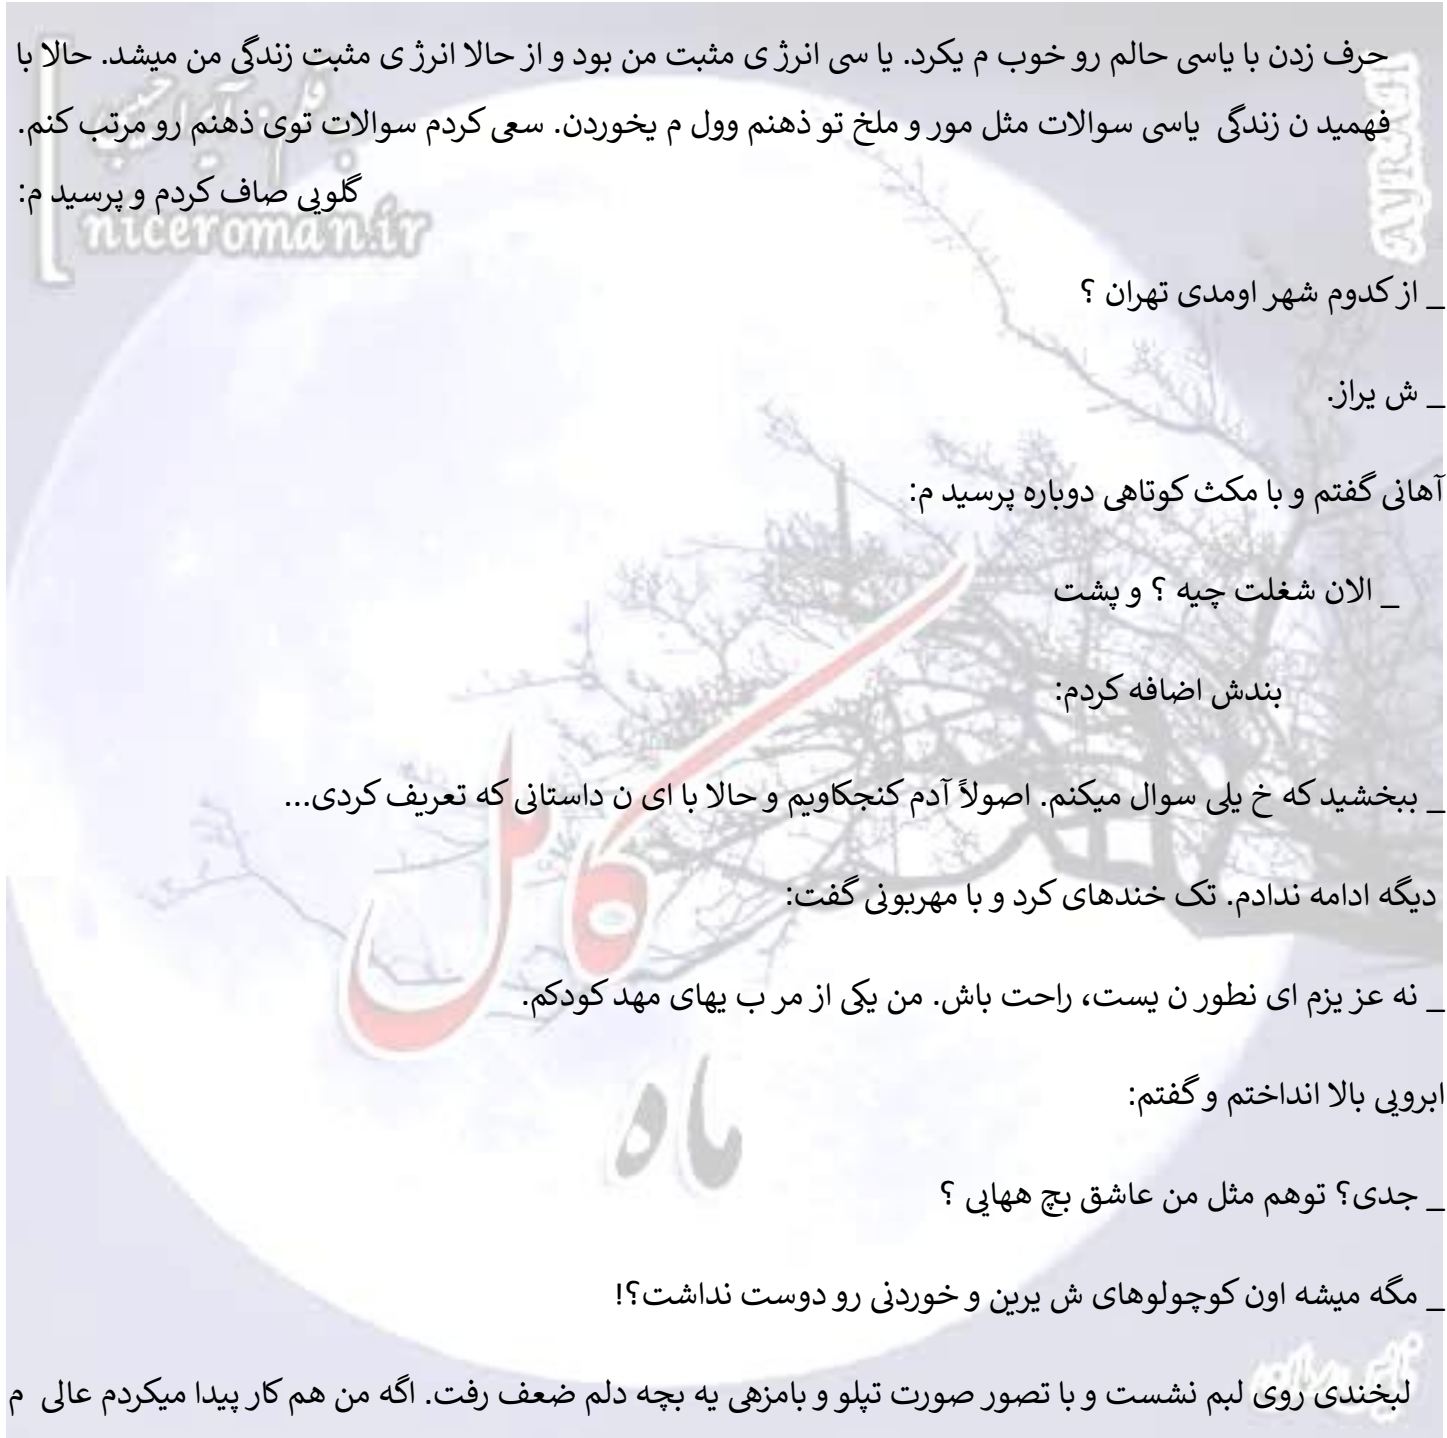 حرف زدن با یاسی حالم رو خوب م یکرد. یا سی انرژ ی مثبت من بود و از حالا انرژ ی مثبت زندگی من میشد. حالا با
فهمید ن زندگی یاسی سوالات مثل مور و ملخ تو ذهنم وول م یخوردن. سعی کردم سوالات توی ذهنم رو مرتب کنم.
گلویی صاف کردم و پرسید م:
niceroman.ir
AYRASH
_ از کدوم شهر اومدی تهران ؟
_ ش یراز.
آهانی گفتم و با مکث کوتاهی دوباره پرسید م:
_ الان شغلت چیه ؟ و پشت
بندش اضافه کردم:
_ ببخشید که خ یلی سوال میکنم. اصولاً آدم کنجکاویم و حالا با ای ن داستانی که تعریف کردی...
دیگه ادامه ندادم. تک خندهای کرد و با مهربونی گفت:
_ نه عز یزم ای نطور ن یست، راحت باش. من یکی از مر ب یهای مهد کودکم.
ابرویی بالا انداختم و گفتم:
_ جدی؟ توهم مثل من عاشق بچ ههایی ؟
_ مگه میشه اون کوچولوهای ش یرین و خوردنی رو دوست نداشت؟!
لبخندی روی لبم نشست و با تصور صورت تپلو و بامزهی یه بچه دلم ضعف رفت. اگه من هم کار پیدا میکردم عالی م
ماه
کامل